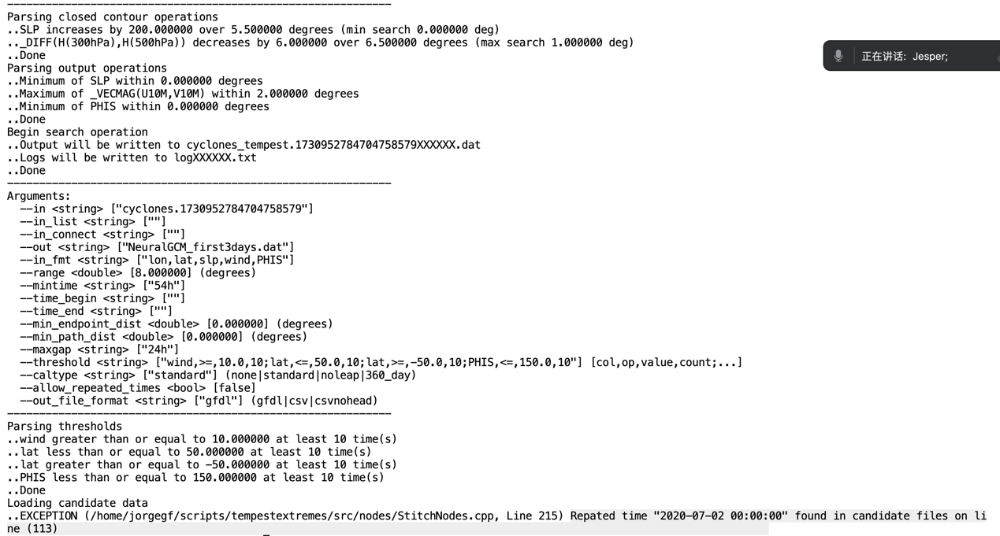 ------------------------------------------------------------
Parsing closed contour operations
..SLP increases by 200.000000 over 5.500000 degrees (min search 0.000000 deg)
.._DIFF(H(300hPa),H(500hPa)) decreases by 6.000000 over 6.500000 degrees (max search 1.000000 deg)
..Done
Parsing output operations
..Minimum of SLP within 0.000000 degrees
..Maximum of _VECMAG(U10M,V10M) within 2.000000 degrees
..Minimum of PHIS within 0.000000 degrees
..Done
Begin search operation
..Output will be written to cyclones_tempest.1730952784704758579XXXXXX.dat
..Logs will be written to logXXXXXX.txt
..Done
------------------------------------------------------------
Arguments:
  --in <string> ["cyclones.1730952784704758579"]
  --in_list <string> [""]
  --in_connect <string> [""]
  --out <string> ["NeuralGCM_first3days.dat"]
  --in_fmt <string> ["lon,lat,slp,wind,PHIS"]
  --range <double> [8.000000] (degrees)
  --mintime <string> ["54h"]
  --time_begin <string> [""]
  --time_end <string> [""]
  --min_endpoint_dist <double> [0.000000] (degrees)
  --min_path_dist <double> [0.000000] (degrees)
  --maxgap <string> ["24h"]
  --threshold <string> ["wind,>=,10.0,10;lat,<=,50.0,10;lat,>=,-50.0,10;PHIS,<=,150.0,10"] [col,op,value,count;...]
  --caltype <string> ["standard"] (none|standard|noleap|360_day)
  --allow_repeated_times <bool> [false]
  --out_file_format <string> ["gfdl"] (gfdl|csv|csvnohead)
------------------------------------------------------------
Parsing thresholds
..wind greater than or equal to 10.000000 at least 10 time(s)
..lat less than or equal to 50.000000 at least 10 time(s)
..lat greater than or equal to -50.000000 at least 10 time(s)
..PHIS less than or equal to 150.000000 at least 10 time(s)
..Done
Loading candidate data
..EXCEPTION (/home/jorgegf/scripts/tempestextremes/src/nodes/StitchNodes.cpp, Line 215) Repated time "2020-07-02 00:00:00" found in candidate files on li
ne (113)
正在讲话: Jesper;